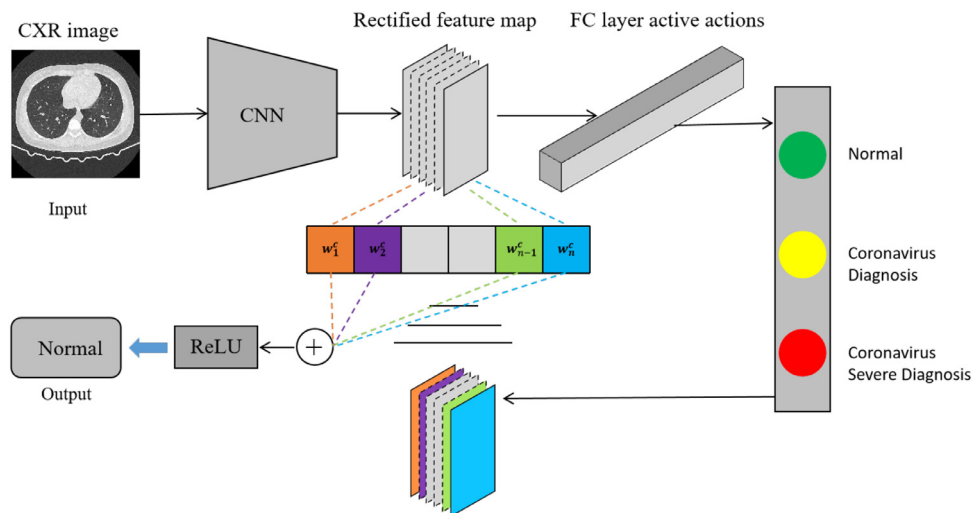 CXR image
Rectified feature map
FC layer active actions
CNN
Input
Normal
Coronavirus
Diagnosis
Coronavirus
Severe Diagnosis
w₁ᶜ w₂ᶜ wₙ₋₁ᶜ wₙᶜ
Normal
ReLU
+
Output